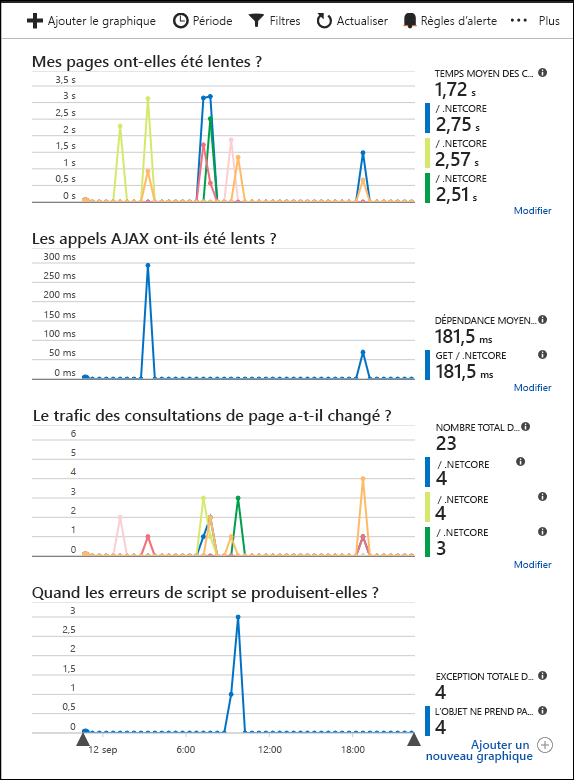 Ajouter le graphique Période Filtres Actualiser Règles d'alerte Plus
Mes pages ont-elles été lentes ?
3,5 s
3 s
2,5 s
2 s
1,5 s
1 s
0,5 s
0 s
TEMPS MOYEN DES C...
1,72 s
/ .NETCORE
2,75 s
/ .NETCORE
2,57 s
/ .NETCORE
2,51 s
Modifier
Les appels AJAX ont-ils été lents ?
300 ms
250 ms
200 ms
150 ms
100 ms
50 ms
0 ms
DÉPENDANCE MOYEN...
181,5 ms
GET / .NETCORE
181,5 ms
Modifier
Le trafic des consultations de page a-t-il changé ?
6
5
4
3
2
1
0
NOMBRE TOTAL D...
23
/ .NETCORE
4
/ .NETCORE
4
/ .NETCORE
3
Modifier
Quand les erreurs de script se produisent-elles ?
3
2,5
2
1,5
1
0,5
0
12 sep 6:00 12:00 18:00
EXCEPTION TOTALE D...
4
L'OBJET NE PREND PA...
4
Ajouter un
nouveau graphique